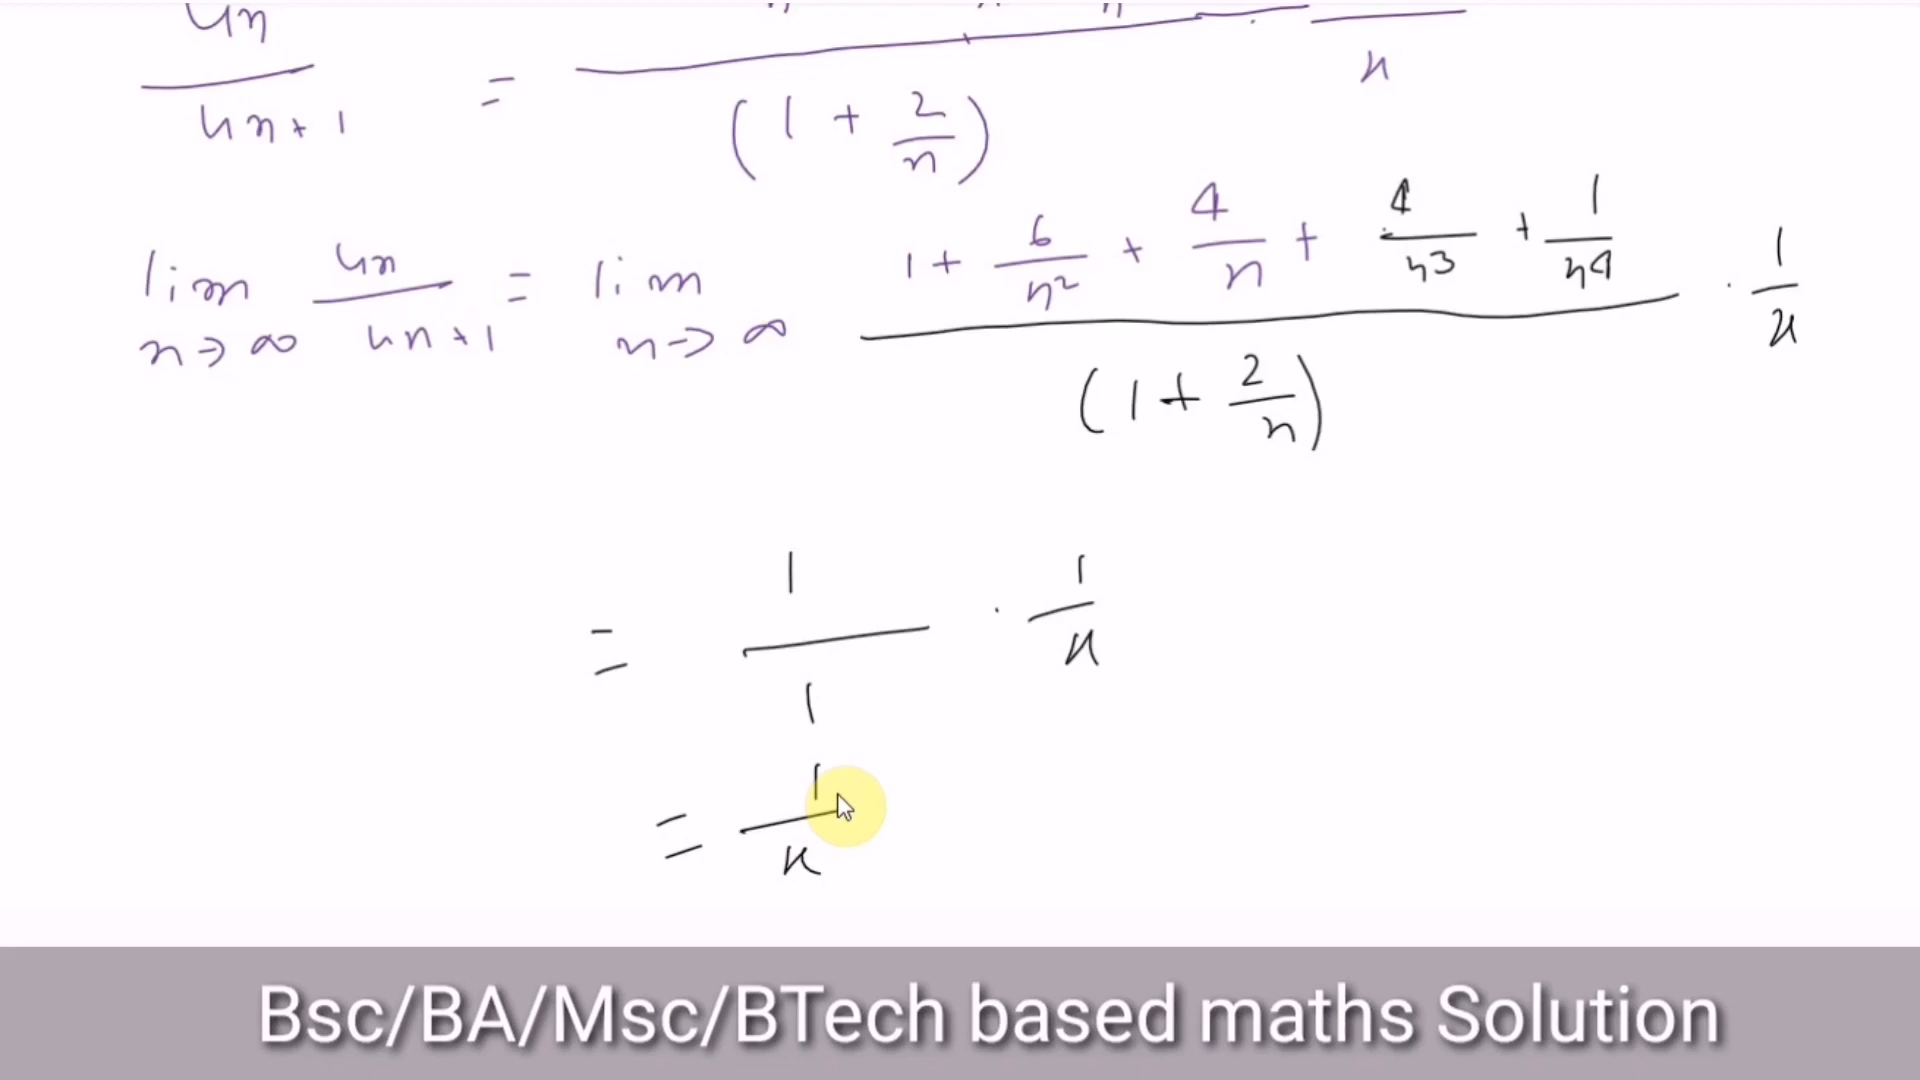 un
un+1
=
(1 + 2/n)
x
lim n→∞ un/un+1 = lim n→∞ 1 + 6/n² + 4/n + 4/n3 + 1/n4 / (1 + 2/n) · 1/x
= 1/1 · 1/x
= 1/x
Bsc/BA/Msc/BTech based maths Solution